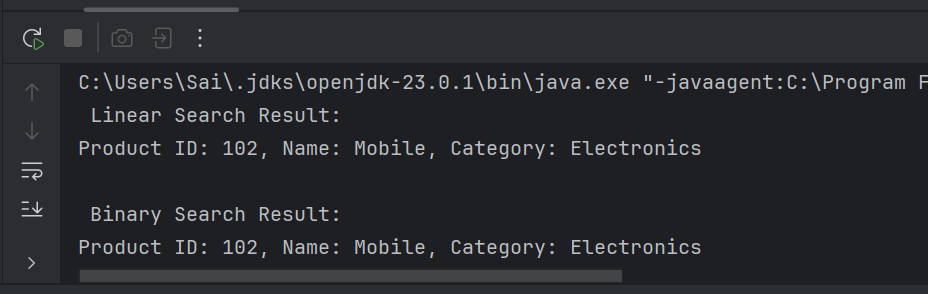 C:\Users\Sai\.jdks\openjdk-23.0.1\bin\java.exe "-javaagent:C:\Program F
Linear Search Result:
Product ID: 102, Name: Mobile, Category: Electronics
Binary Search Result:
Product ID: 102, Name: Mobile, Category: Electronics